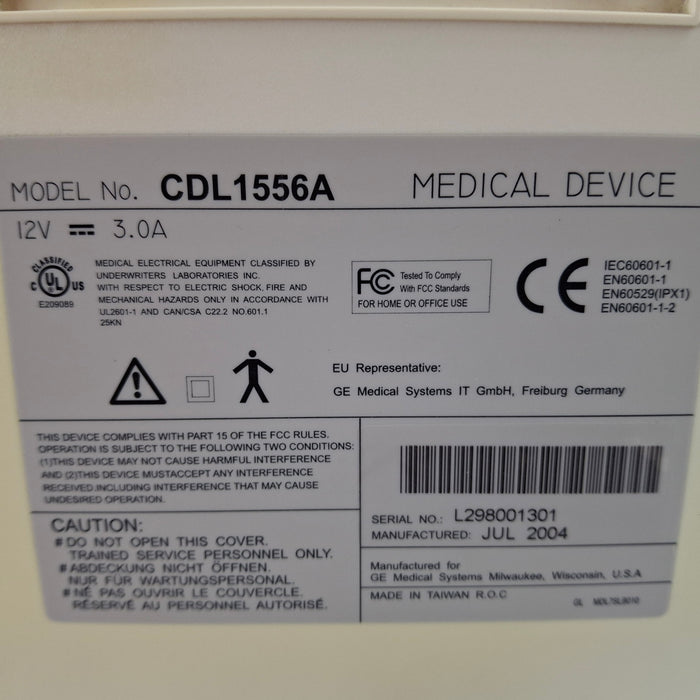 MODEL No. CDL1556A MEDICAL DEVICE
12V 3.0A
CLASSIFIED
C UL US
E209089
MEDICAL ELECTRICAL EQUIPMENT CLASSIFIED BY
UNDERWRITERS LABORATORIES INC.
WITH RESPECT TO ELECTRIC SHOCK, FIRE AND
MECHANICAL HAZARDS ONLY IN ACCORDANCE WITH
UL2601-1 AND CAN/CSA C22.2 NO.601.1
25KN
FC Tested To Comply
With FCC Standards
FOR HOME OR OFFICE USE
CE
IEC60601-1
EN60601-1
EN60529(IPX1)
EN60601-1-2
EU Representative:
GE Medical Systems IT GmbH, Freiburg Germany
THIS DEVICE COMPLIES WITH PART 15 OF THE FCC RULES.
OPERATION IS SUBJECT TO THE FOLLOWING TWO CONDITIONS:
(1)THIS DEVICE MAY NOT CAUSE HARMFUL INTERFERENCE
AND (2)THIS DEVICE MUSTACCEPT ANY INTERFERENCE
RECEIVED,INCLUDING INTERFERENCE THAT MAY CAUSE
UNDESIRED OPERATION.
CAUTION:
# DO NOT OPEN THIS COVER.
TRAINED SERVICE PERSONNEL ONLY.
# ABDECKUNG NICHT ÖFFNEN.
NUR FÜR WARTUNGSPERSONAL.
# NE PAS OUVRIR LE COUVERCLE.
RÉSERVÉ AU PERSONNEL AUTORISÉ.
SERIAL NO.: L298001301
MANUFACTURED: JUL 2004
Manufactured for
GE Medical Systems Milwaukee, Wisconsin, U.S.A
MADE IN TAIWAN R.O.C
GL